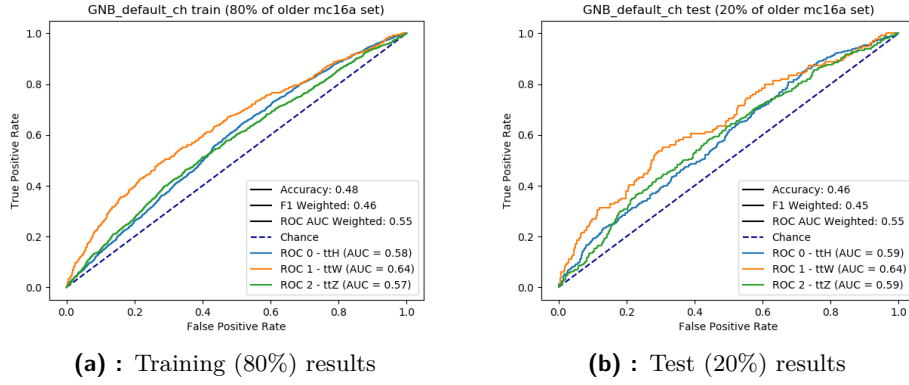 GNB_default_ch train (80% of older mc16a set)
True Positive Rate
1.0
0.8
0.6
0.4
0.2
0.0
Accuracy: 0.48
F1 Weighted: 0.46
ROC AUC Weighted: 0.55
Chance
ROC 0 - ttH (AUC = 0.58)
ROC 1 - ttW (AUC = 0.64)
ROC 2 - ttZ (AUC = 0.57)
0.0 0.2 0.4 0.6 0.8 1.0
False Positive Rate
(a) : Training (80%) results
GNB_default_ch test (20% of older mc16a set)
True Positive Rate
1.0
0.8
0.6
0.4
0.2
0.0
Accuracy: 0.46
F1 Weighted: 0.45
ROC AUC Weighted: 0.55
Chance
ROC 0 - ttH (AUC = 0.59)
ROC 1 - ttW (AUC = 0.64)
ROC 2 - ttZ (AUC = 0.59)
0.0 0.2 0.4 0.6 0.8 1.0
False Positive Rate
(b) : Test (20%) results